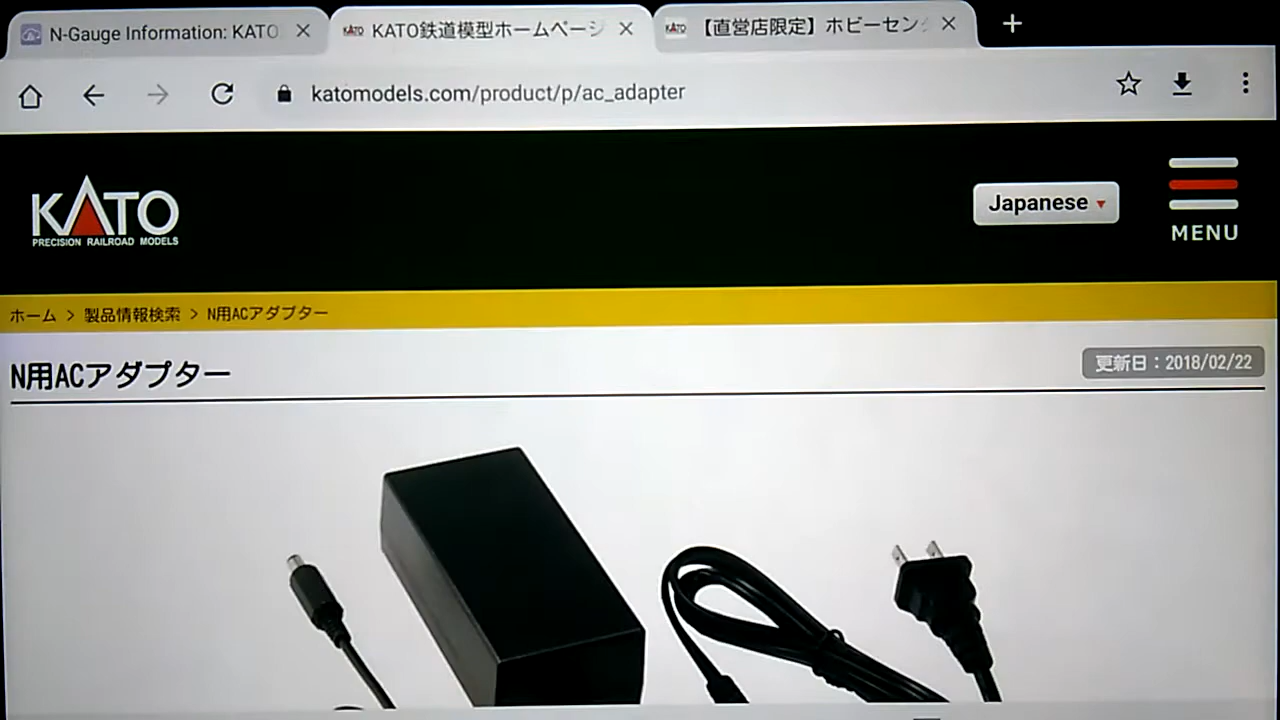 N-Gauge Information: KATO
KATO KATO鉄道模型ホームページ
KATO 【直営店限定】ホビーセン
katomodels.com/product/p/ac_adapter
KATO
PRECISION RAILROAD MODELS
Japanese
MENU
ホーム > 製品情報検索 > N用ACアダプター
N用ACアダプター
更新日：2018/02/22